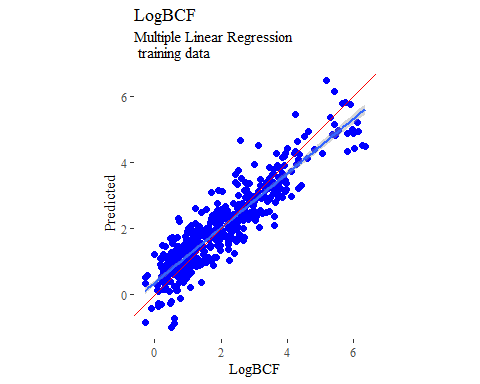 LogBCF
Multiple Linear Regression
training data
6
4
2
0
Predicted
0 2 4 6
LogBCF